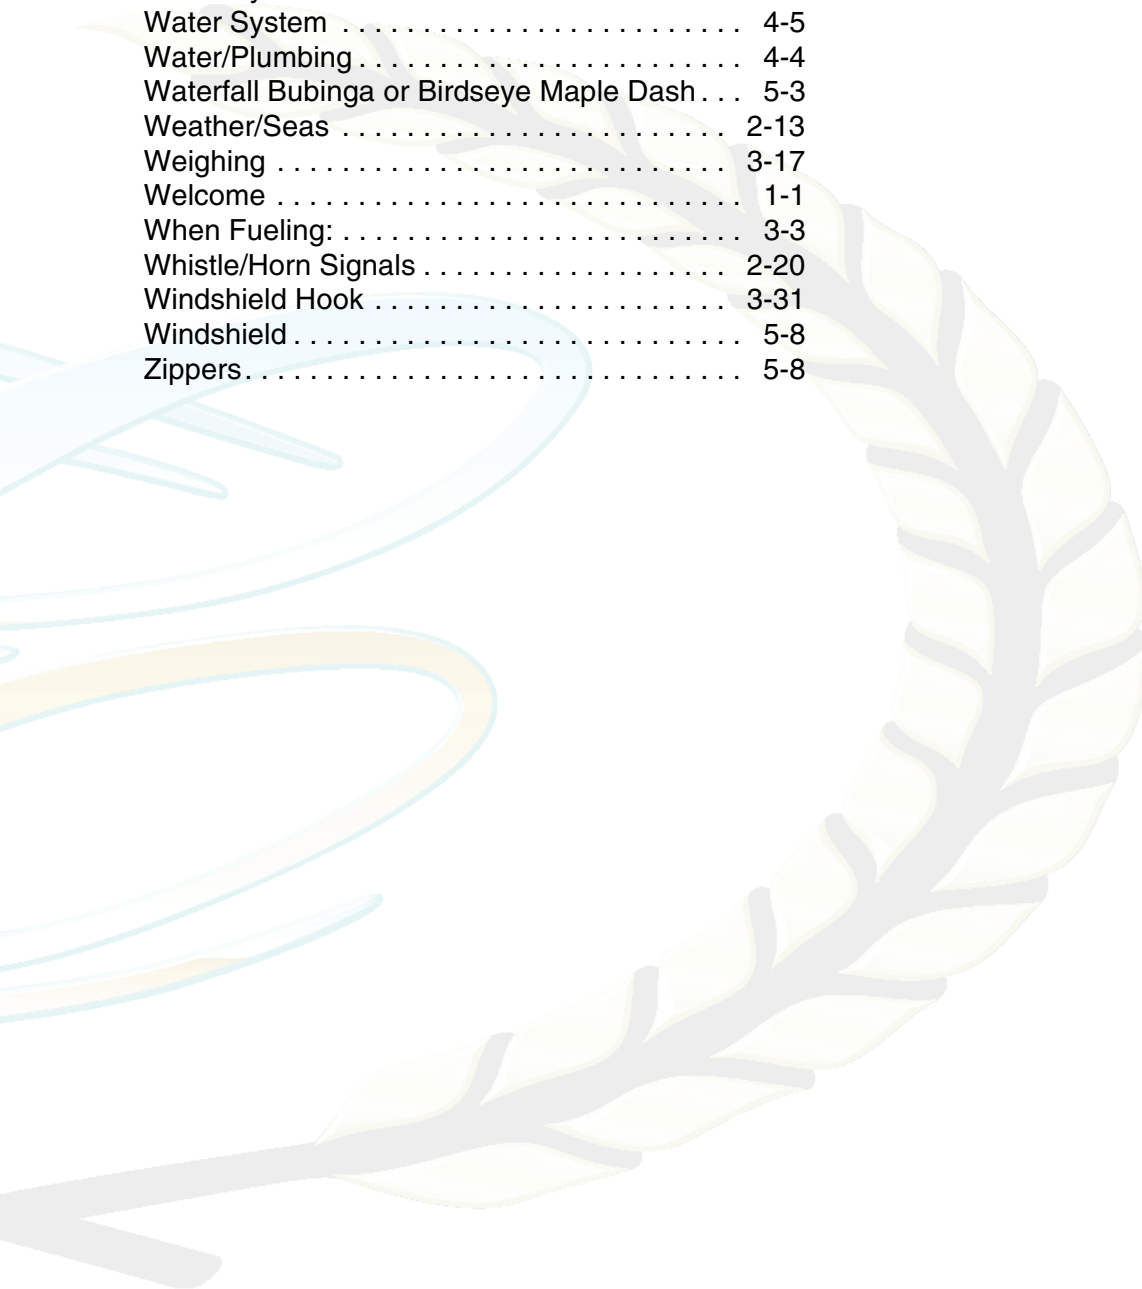 Water System . . . . . . . . . . . . . . . . . . . . . . . . . 4-5
Water/Plumbing . . . . . . . . . . . . . . . . . . . . . . . . 4-4
Waterfall Bubinga or Birdseye Maple Dash . . . 5-3
Weather/Seas . . . . . . . . . . . . . . . . . . . . . . . . 2-13
Weighing . . . . . . . . . . . . . . . . . . . . . . . . . . . . 3-17
Welcome . . . . . . . . . . . . . . . . . . . . . . . . . . . . . 1-1
When Fueling: . . . . . . . . . . . . . . . . . . . . . . . . . 3-3
Whistle/Horn Signals . . . . . . . . . . . . . . . . . . . 2-20
Windshield Hook . . . . . . . . . . . . . . . . . . . . . . 3-31
Windshield . . . . . . . . . . . . . . . . . . . . . . . . . . . . 5-8
Zippers . . . . . . . . . . . . . . . . . . . . . . . . . . . . . . . 5-8